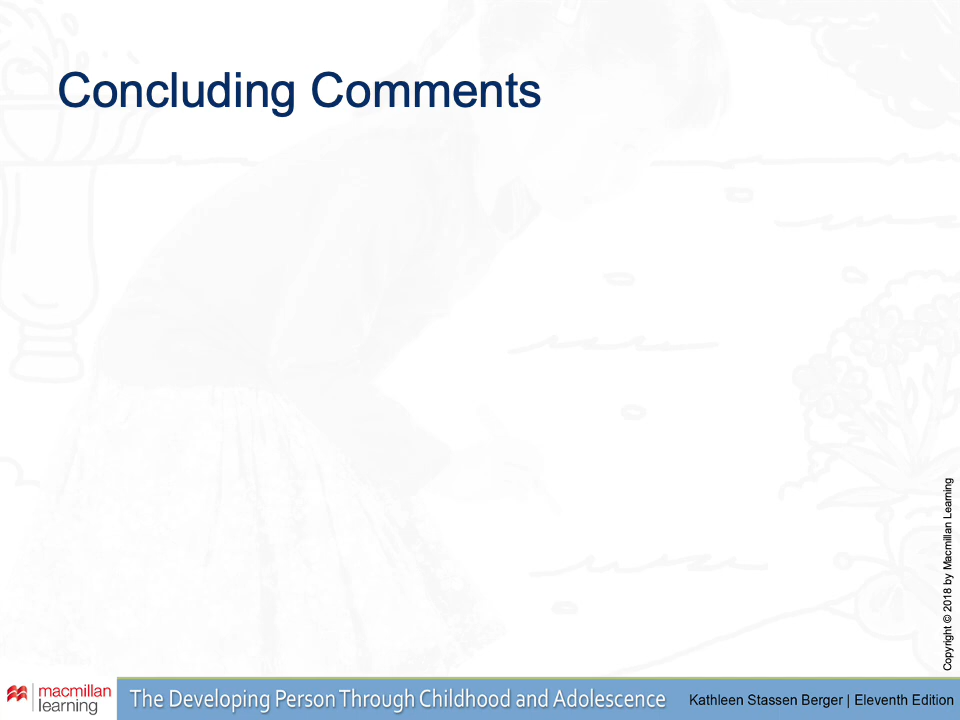 Concluding Comments
Copyright © 2018 by Macmillan Learning
macmillan
learning
The Developing Person Through Childhood and Adolescence
Kathleen Stassen Berger | Eleventh Edition